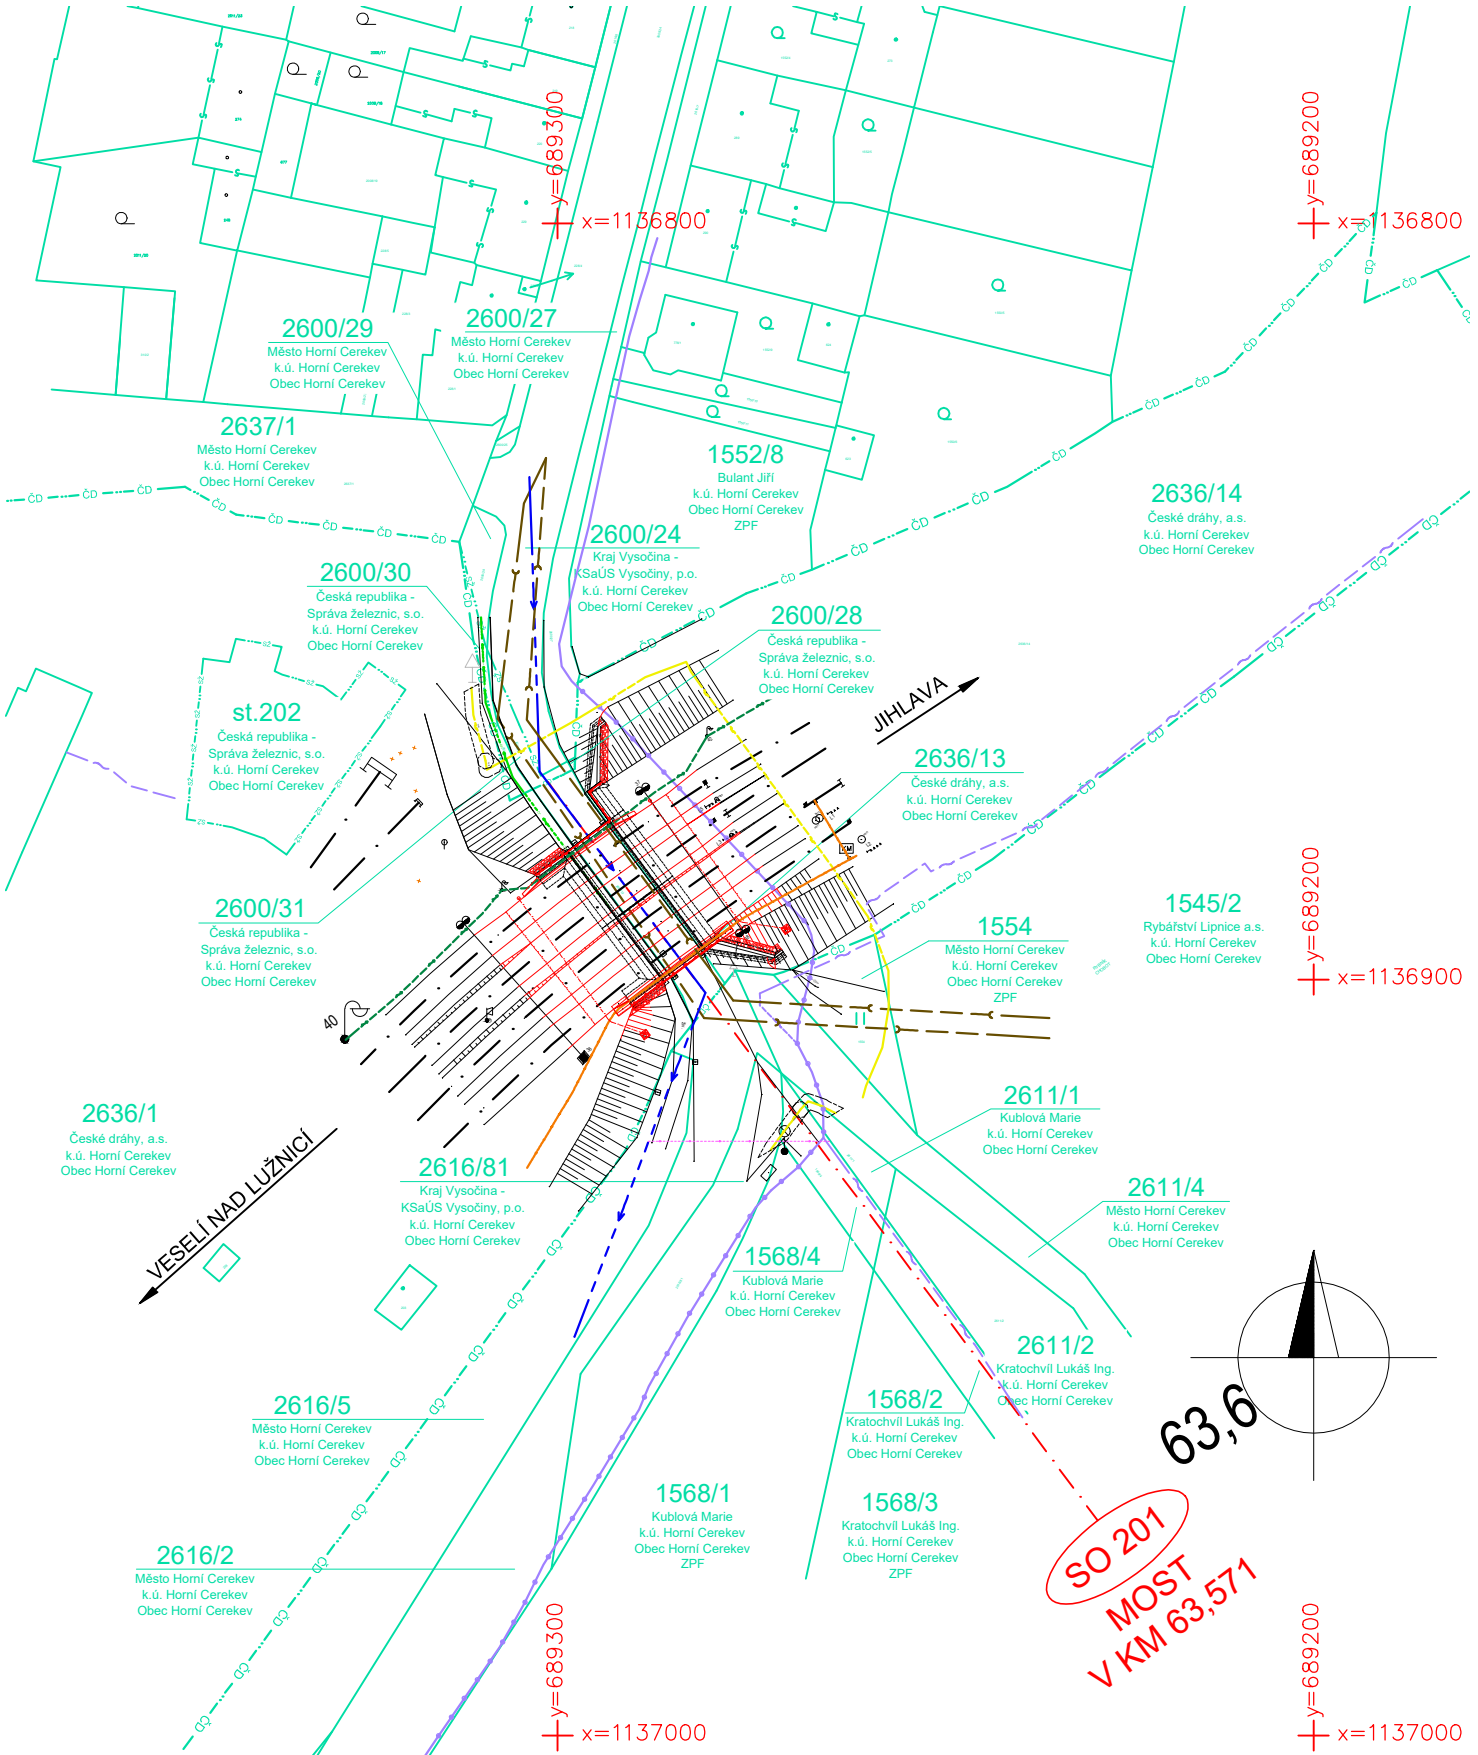 y=689300
x=1136800
y=689200
x=1136800
2600/29
Město Horní Cerekev
k.ú. Horní Cerekev
Obec Horní Cerekev
2600/27
Město Horní Cerekev
k.ú. Horní Cerekev
Obec Horní Cerekev
2637/1
Město Horní Cerekev
k.ú. Horní Cerekev
Obec Horní Cerekev
1552/8
Bulant Jiří
k.ú. Horní Cerekev
Obec Horní Cerekev
ZPF
2636/14
České dráhy, a.s.
k.ú. Horní Cerekev
Obec Horní Cerekev
2600/24
Kraj Vysočina -
KSaÚS Vysočiny, p.o.
k.ú. Horní Cerekev
Obec Horní Cerekev
2600/30
Česká republika -
Správa železnic, s.o.
k.ú. Horní Cerekev
Obec Horní Cerekev
2600/28
Česká republika -
Správa železnic, s.o.
k.ú. Horní Cerekev
Obec Horní Cerekev
st.202
Česká republika -
Správa železnic, s.o.
k.ú. Horní Cerekev
Obec Horní Cerekev
JIHLAVA
2636/13
České dráhy, a.s.
k.ú. Horní Cerekev
Obec Horní Cerekev
KM
2600/31
Česká republika -
Správa železnic, s.o.
k.ú. Horní Cerekev
Obec Horní Cerekev
1554
Město Horní Cerekev
k.ú. Horní Cerekev
Obec Horní Cerekev
ZPF
1545/2
Rybářství Lipnice a.s.
k.ú. Horní Cerekev
Obec Horní Cerekev
y=689200
x=1136900
40
2636/1
České dráhy, a.s.
k.ú. Horní Cerekev
Obec Horní Cerekev
VESELÍ NAD LUŽNICÍ
2611/1
Kublová Marie
k.ú. Horní Cerekev
Obec Horní Cerekev
2616/81
Kraj Vysočina -
KSaÚS Vysočiny, p.o.
k.ú. Horní Cerekev
Obec Horní Cerekev
2611/4
Město Horní Cerekev
k.ú. Horní Cerekev
Obec Horní Cerekev
1568/4
Kublová Marie
k.ú. Horní Cerekev
Obec Horní Cerekev
2611/2
Kratochvíl Lukáš Ing.
k.ú. Horní Cerekev
Obec Horní Cerekev
63,6
2616/5
Město Horní Cerekev
k.ú. Horní Cerekev
Obec Horní Cerekev
1568/2
Kratochvíl Lukáš Ing.
k.ú. Horní Cerekev
Obec Horní Cerekev
1568/1
Kublová Marie
k.ú. Horní Cerekev
Obec Horní Cerekev
ZPF
1568/3
Kratochvíl Lukáš Ing.
k.ú. Horní Cerekev
Obec Horní Cerekev
ZPF
SO 201
MOST
V KM 63,571
2616/2
Město Horní Cerekev
k.ú. Horní Cerekev
Obec Horní Cerekev
y=689300
x=1137000
y=689200
x=1137000